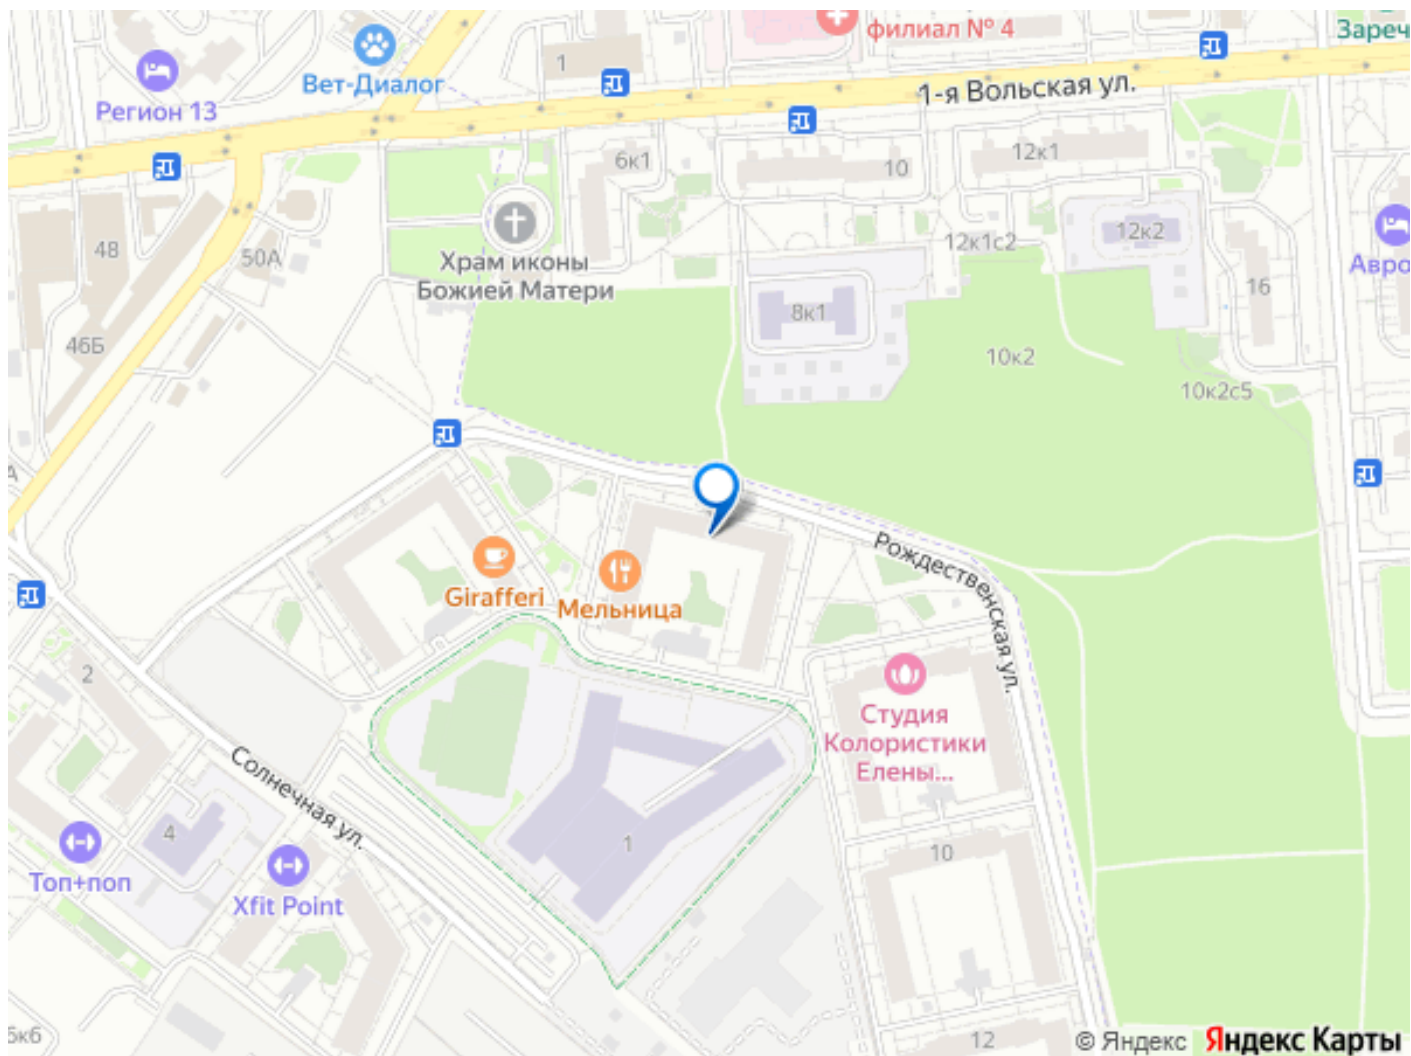 филиал № 4
Зареч
1
Вет-Диалог
Регион 13
1-я Вольская ул.
6к1
10
12к1
48
50А
Храм иконы
Божией Матери
12к1с2
12к2
Авро
16
46Б
8к1
10к2
10к2с5
А
Рождественская ул.
Girafferi
Мельница
2
Студия
Колористики
Елены...
Солнечная ул.
4
1
10
Топ+поп
Xfit Point
5к6
12
© Яндекс Яндекс Карты